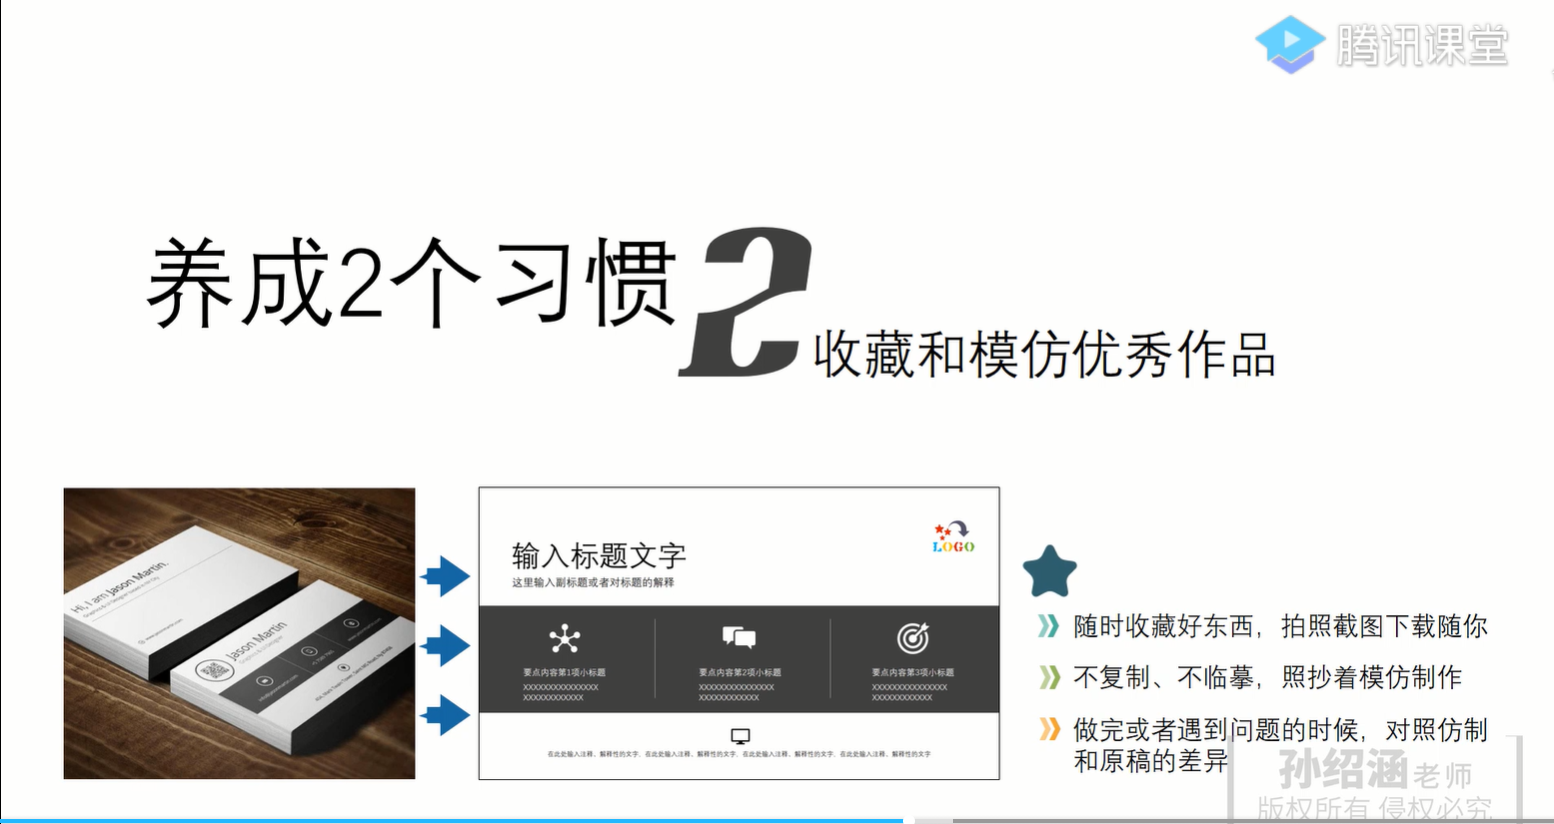 腾讯课堂
养成2个习惯
2
收藏和模仿优秀作品
Hi, I am Jason Martin.
Jason Martin
输入标题文字
这里输入副标题或者对标题的解释
LOGO
要点内容第1项小标题
XXXXXXXXXXXXXXX
XXXXXXXXXXXX
要点内容第2项小标题
XXXXXXXXXXXXXXX
XXXXXXXXXXXX
要点内容第3项小标题
XXXXXXXXXXXXXXX
XXXXXXXXXXXX
在此处输入注释、解释性的文字,在此处输入注释、解释性的文字,在此处输入注释、解释性的文字,在此处输入注释、解释性的文字
随时收藏好东西，拍照截图下载随你
不复制、不临摹，照抄着模仿制作
做完或者遇到问题的时候，对照仿制
和原稿的差异
孙绍涵老师
版权所有 侵权必究